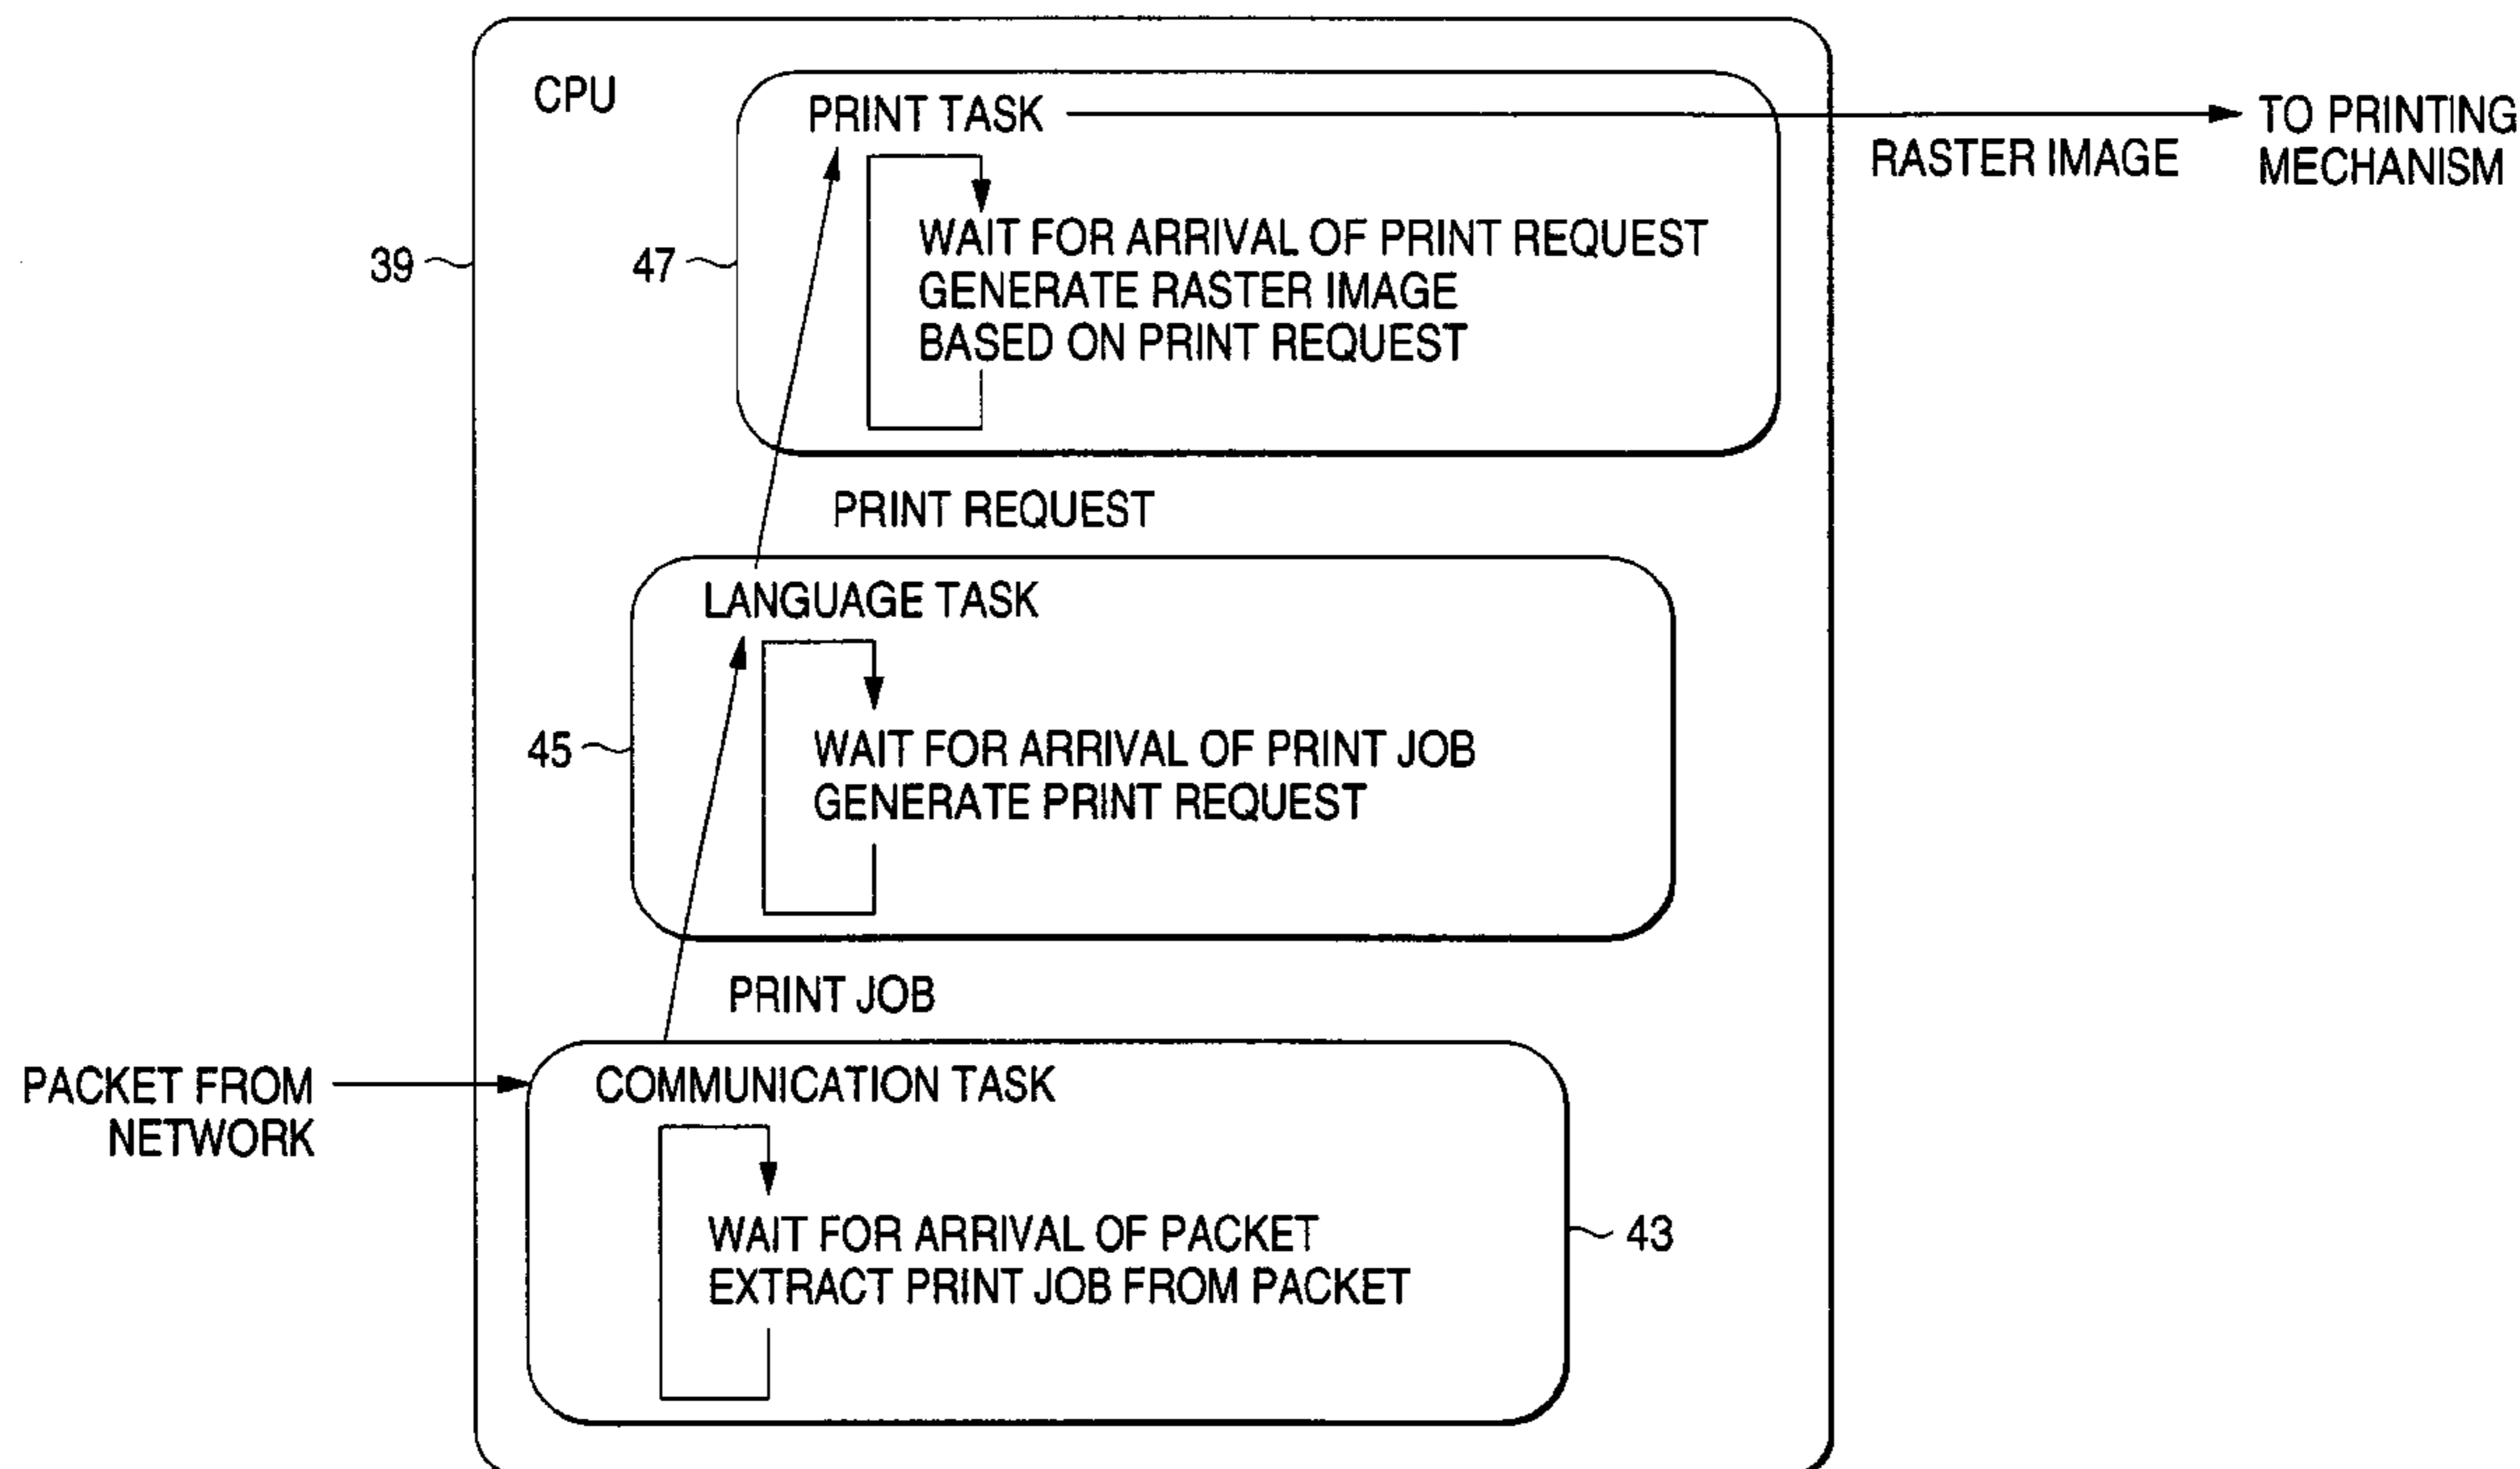 CPU
PRINT TASK
TO PRINTING
MECHANISM
RASTER IMAGE
39
47
WAIT FOR ARRIVAL OF PRINT REQUEST
GENERATE RASTER IMAGE
BASED ON PRINT REQUEST
PRINT REQUEST
LANGUAGE TASK
45
WAIT FOR ARRIVAL OF PRINT JOB
GENERATE PRINT REQUEST
PRINT JOB
PACKET FROM
NETWORK
COMMUNICATION TASK
WAIT FOR ARRIVAL OF PACKET
EXTRACT PRINT JOB FROM PACKET
43